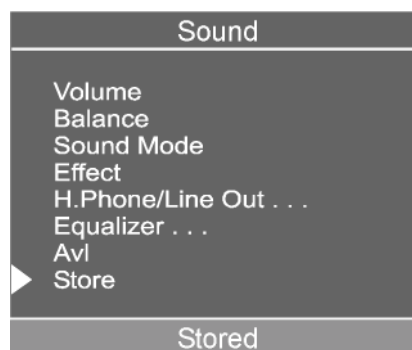 Sound
Volume
Balance
Sound Mode
Effect
H.Phone/Line Out . . .
Equalizer . . .
Avl
Store
Stored